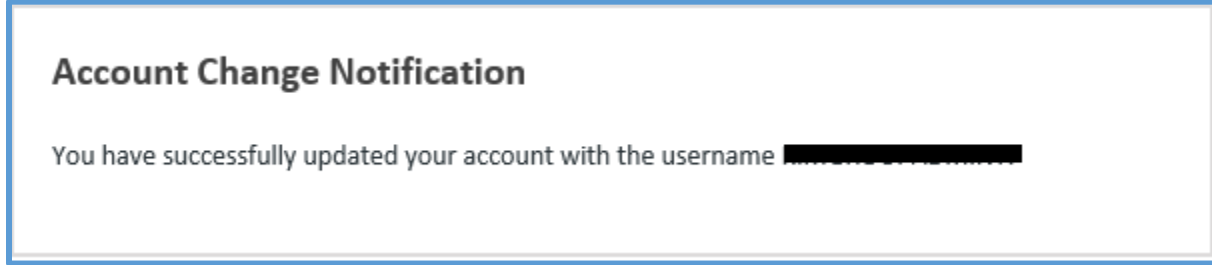 Account Change Notification
You have successfully updated your account with the username